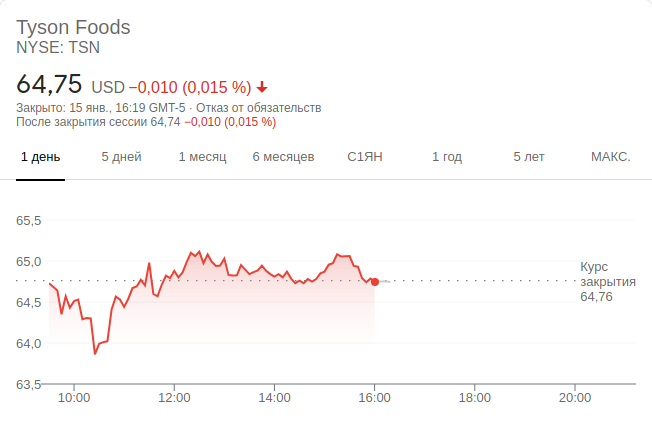 Tyson Foods
NYSE: TSN
64,75 USD −0,010 (0,015 %)
Закрыто: 15 янв., 16:19 GMT-5 · Отказ от обязательств
После закрытия сессии 64,74 −0,010 (0,015 %)
1 день 5 дней 1 месяц 6 месяцев С1ЯН 1 год 5 лет МАКС.
65,5
65,0
Курс
закрытия
64,76
64,5
64,0
63,5
10:00 12:00 14:00 16:00 18:00 20:00